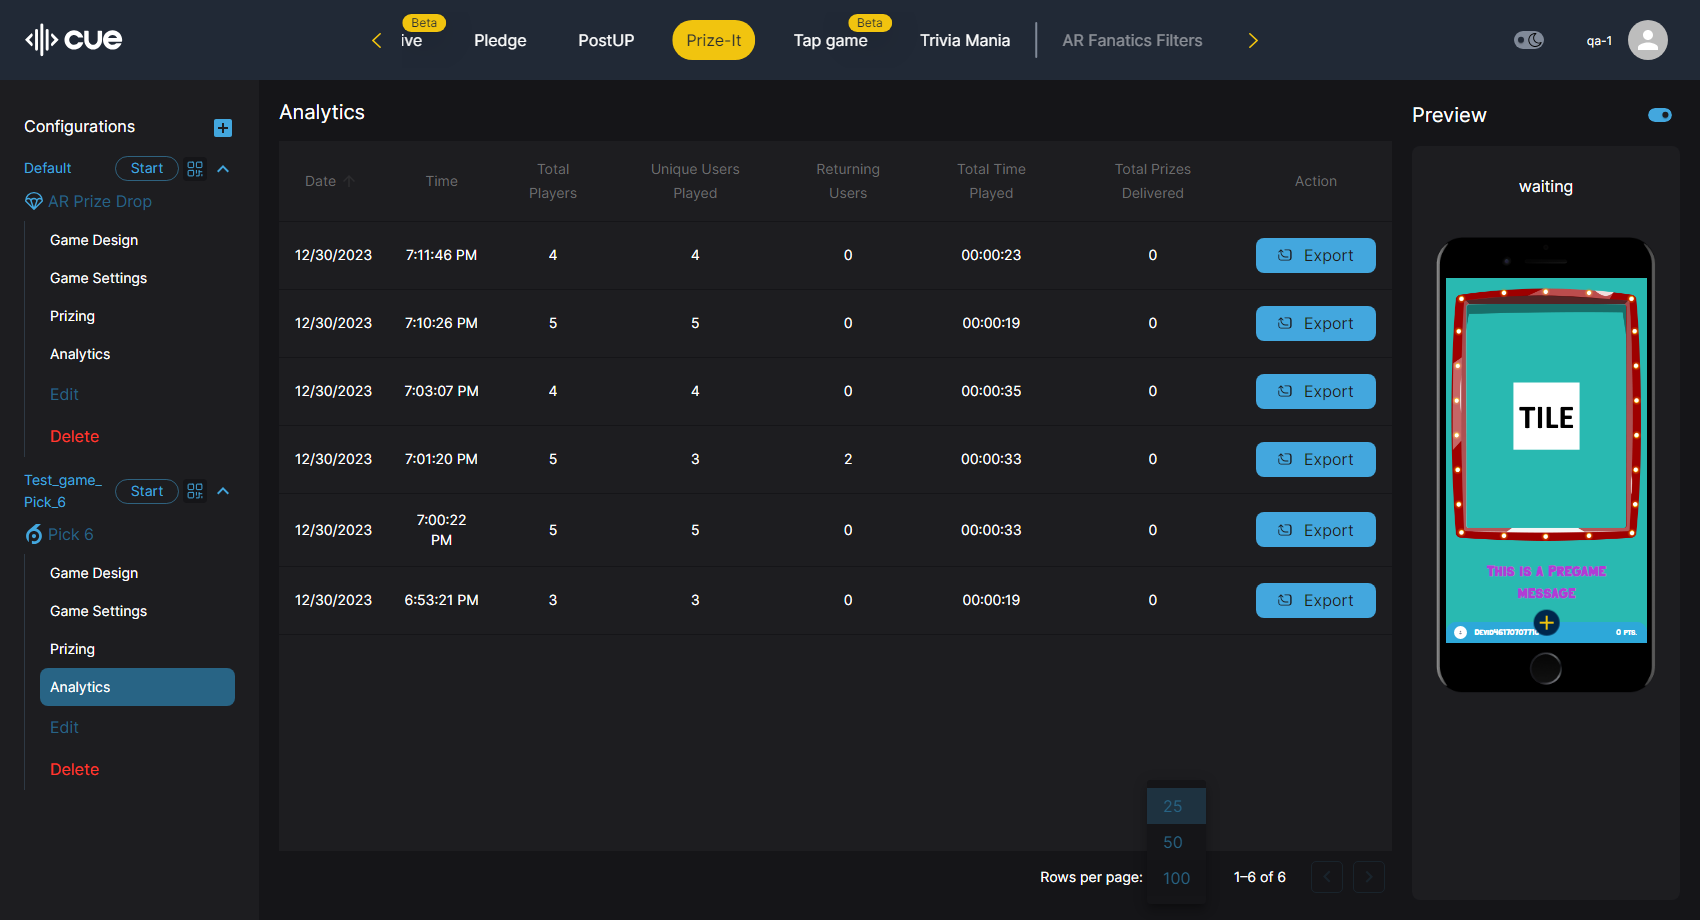 cue
Beta
ive
Pledge
PostUP
Prize-It
Beta
Tap game
Trivia Mania
AR Fanatics Filters
qa-1
Configurations
Default
Start
AR Prize Drop
Game Design
Game Settings
Prizing
Analytics
Edit
Delete
Test_game_
Pick_6
Start
Pick 6
Game Design
Game Settings
Prizing
Analytics
Edit
Delete
Analytics
Date Time Total Players Unique Users Played Returning Users Total Time Played Total Prizes Delivered Action
12/30/2023 7:11:46 PM 4 4 0 00:00:23 0 Export
12/30/2023 7:10:26 PM 5 5 0 00:00:19 0 Export
12/30/2023 7:03:07 PM 4 4 0 00:00:35 0 Export
12/30/2023 7:01:20 PM 5 3 2 00:00:33 0 Export
12/30/2023 7:00:22 PM 5 5 0 00:00:33 0 Export
12/30/2023 6:53:21 PM 3 3 0 00:00:19 0 Export
25
50
Rows per page: 100 1–6 of 6
Preview
waiting
TILE
THIS IS A PREGAME
MESSAGE
0 PTS.